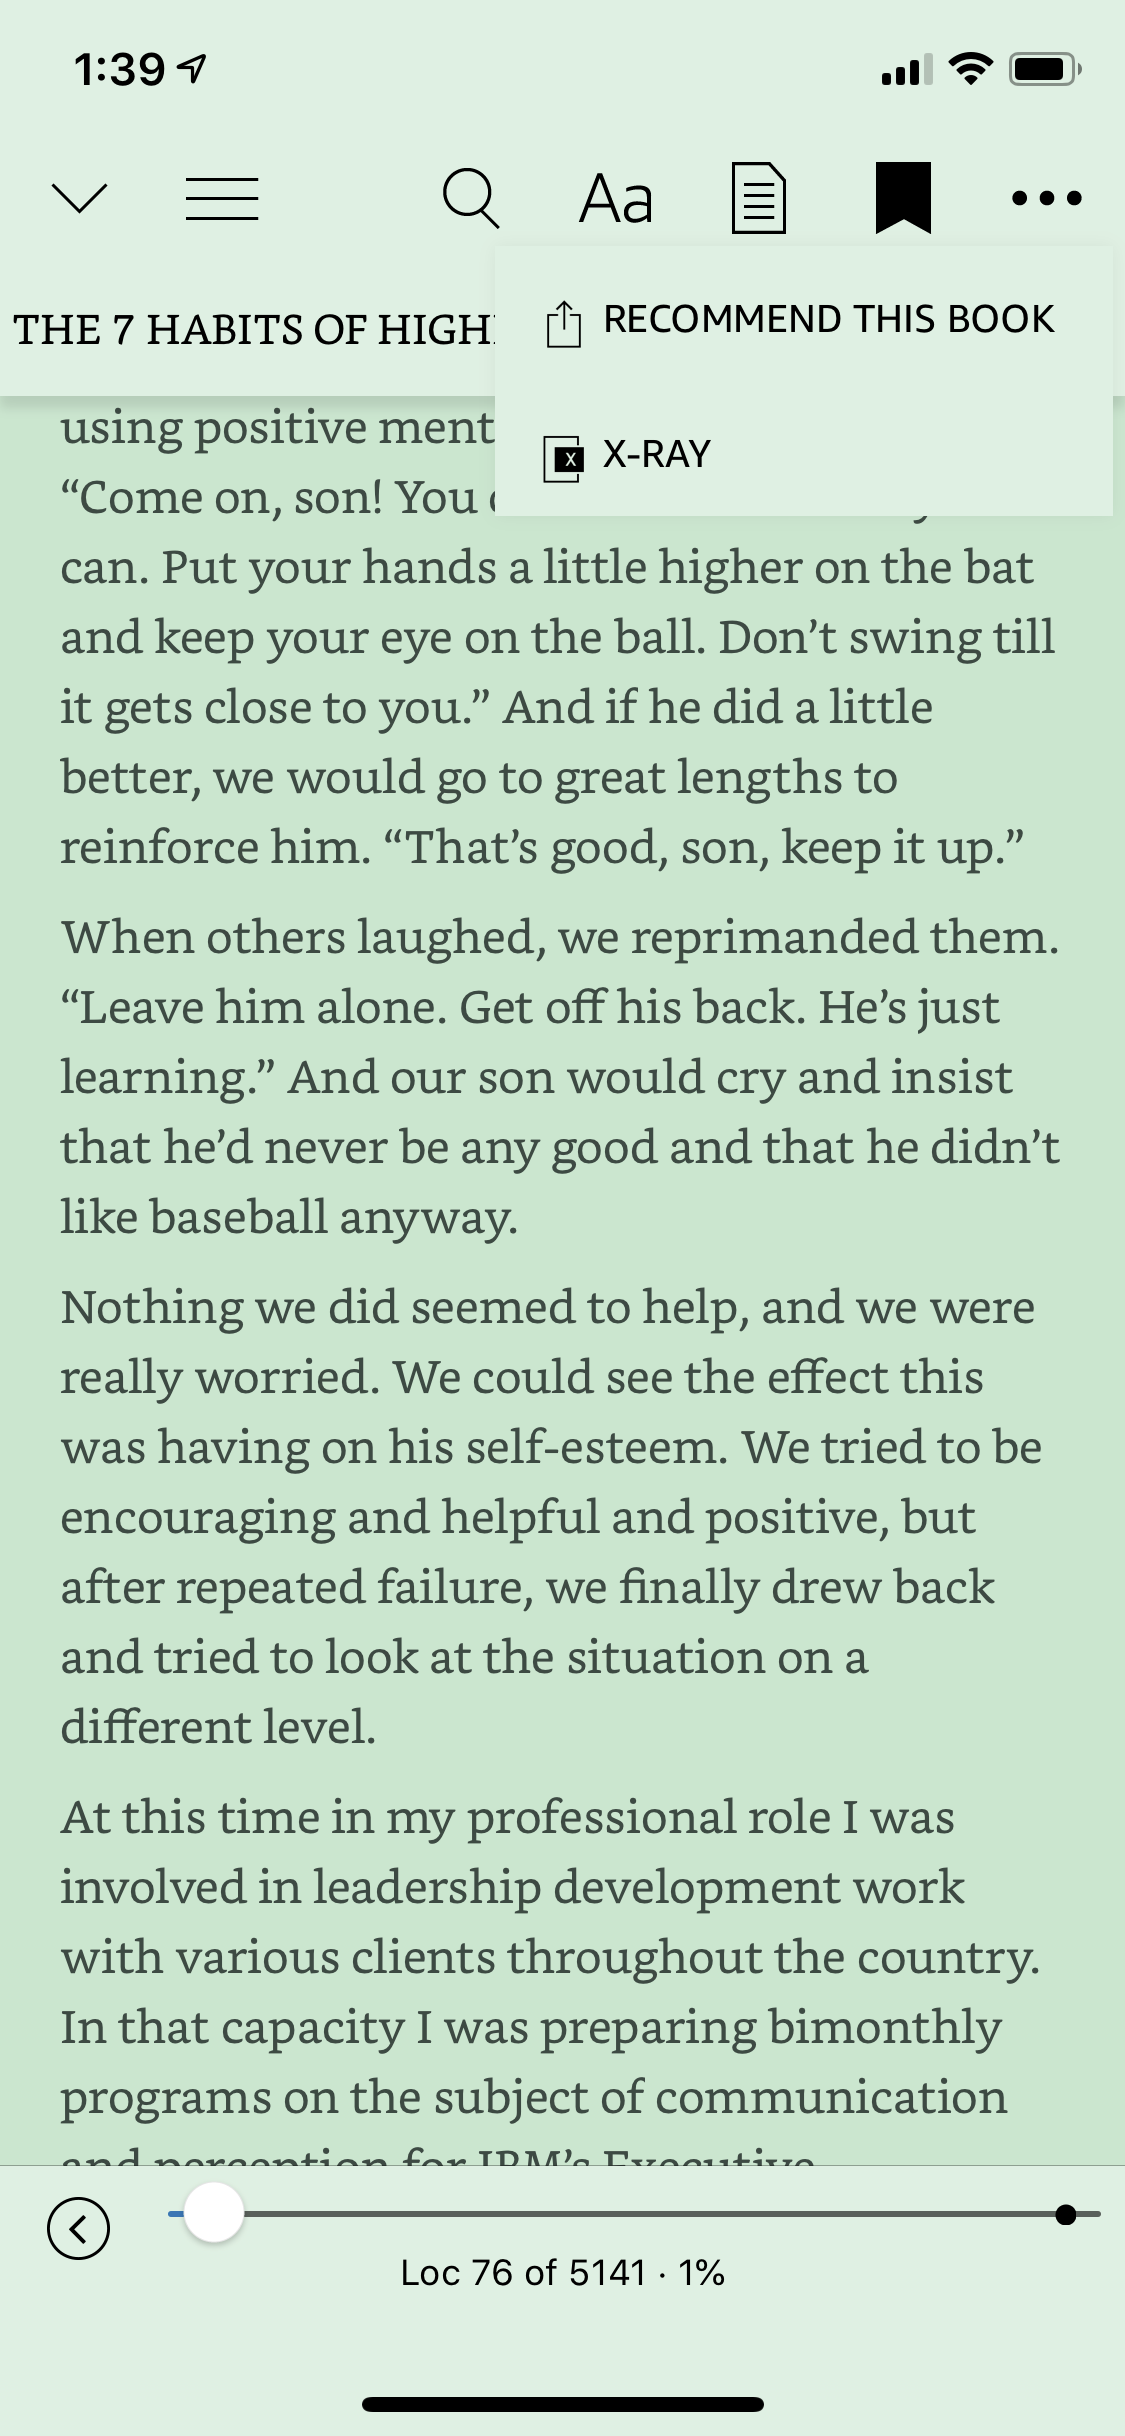 1:39
Aa
THE 7 HABITS OF HIGH
RECOMMEND THIS BOOK
X
X-RAY
using positive ment
“Come on, son! You
can. Put your hands a little higher on the bat
and keep your eye on the ball. Don’t swing till
it gets close to you.” And if he did a little
better, we would go to great lengths to
reinforce him. “That’s good, son, keep it up.”
When others laughed, we reprimanded them.
“Leave him alone. Get off his back. He’s just
learning.” And our son would cry and insist
that he’d never be any good and that he didn’t
like baseball anyway.
Nothing we did seemed to help, and we were
really worried. We could see the effect this
was having on his self-esteem. We tried to be
encouraging and helpful and positive, but
after repeated failure, we finally drew back
and tried to look at the situation on a
different level.
At this time in my professional role I was
involved in leadership development work
with various clients throughout the country.
In that capacity I was preparing bimonthly
programs on the subject of communication
and perception for IBM’s Executive
Loc 76 of 5141 · 1%